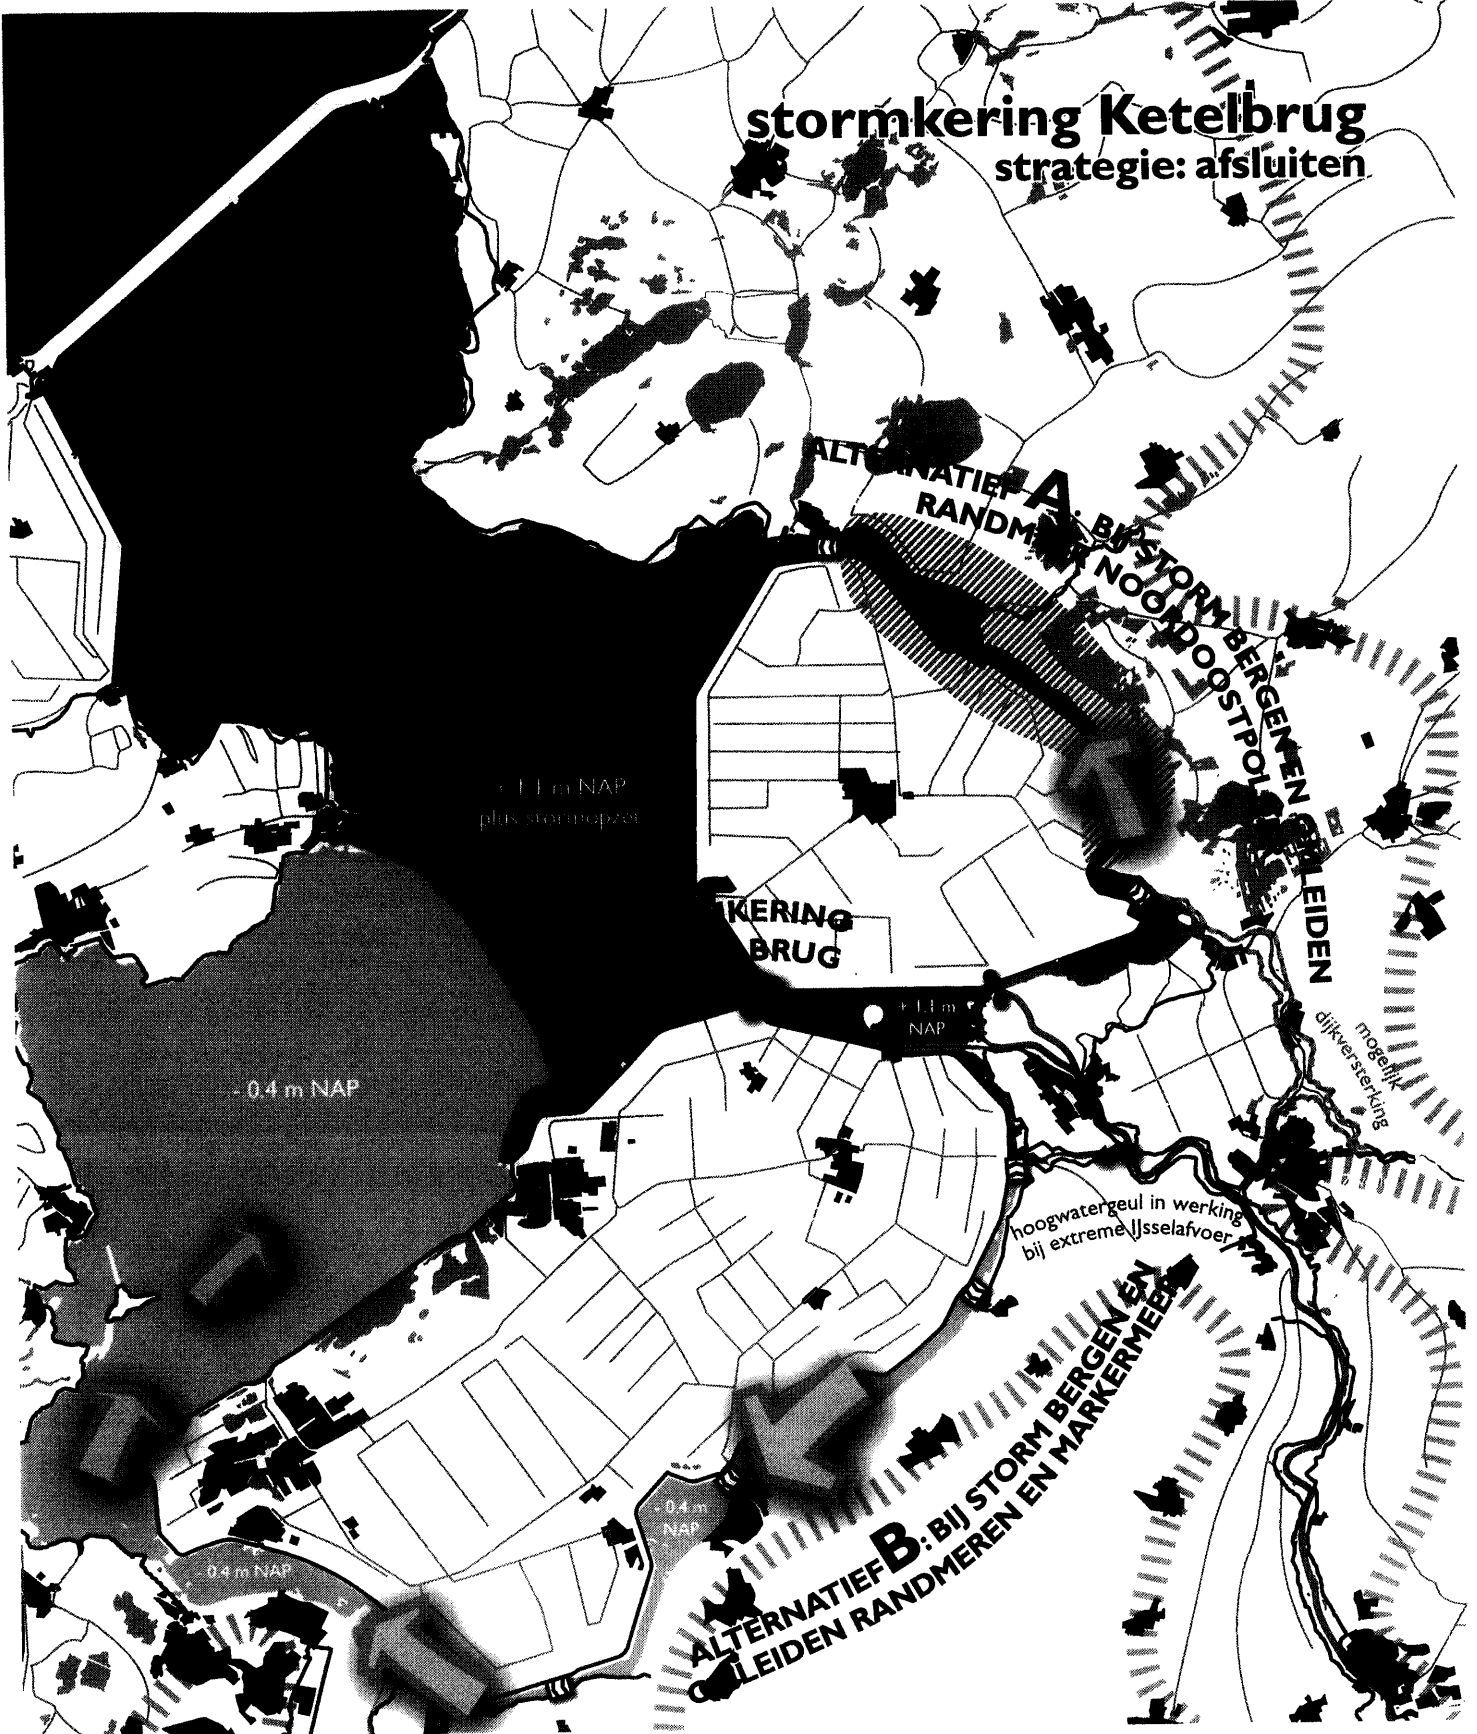 stormkering Ketelbrug
strategie: afsluiten
ALTERNATIEF A: BIJ STORM BERGEN EN GELEIDEN
RANDMEER NOORDOOSTPOLDER
+ 1.1 m NAP
plus stormopzet
KERING
BRUG
+ 1.1 m
NAP
mogelijk
dijkversterking
- 0.4 m NAP
hoogwatergeul in werking
bij extreme IJsselafvoer
- 0.4 m
NAP
- 0.4 m NAP
ALTERNATIEF B: BIJ STORM BERGEN EN
GELEIDEN RANDMEREN EN MARKERMEER